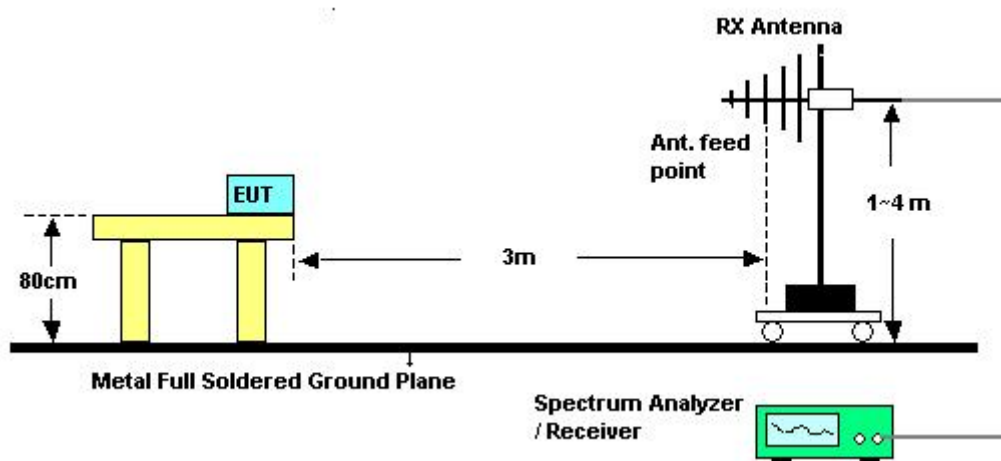 RX Antenna
Ant. feed
point
EUT
1~4 m
3m
80cm
Metal Full Soldered Ground Plane
Spectrum Analyzer
/ Receiver